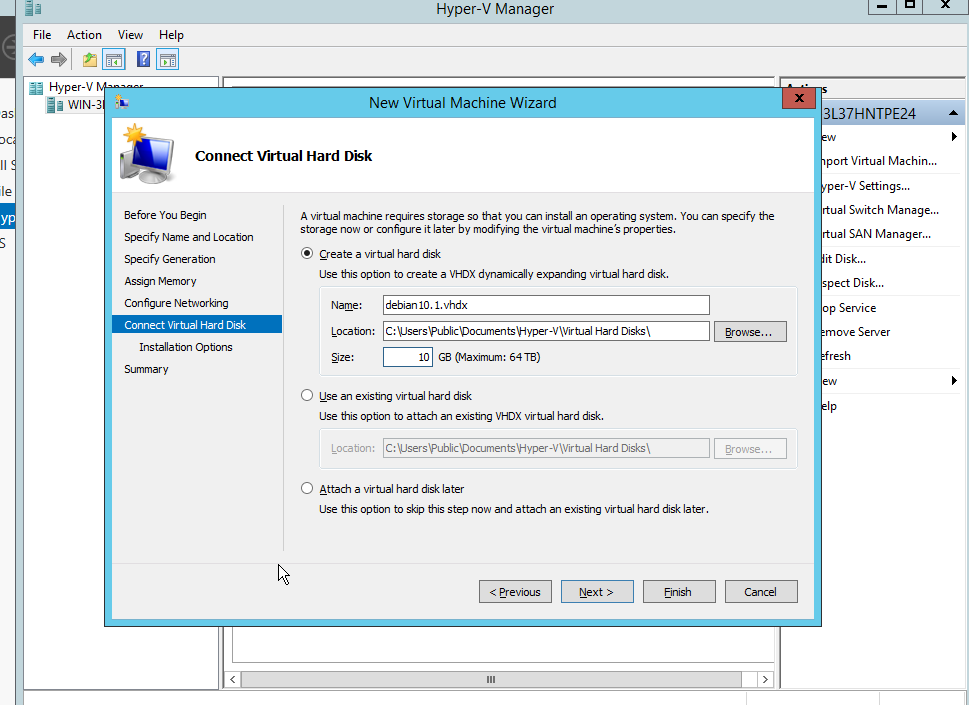 Hyper-V Manager
File Action View Help
Hyper-V Manager
WIN-3
New Virtual Machine Wizard
Connect Virtual Hard Disk
Before You Begin
Specify Name and Location
Specify Generation
Assign Memory
Configure Networking
Connect Virtual Hard Disk
Installation Options
Summary
A virtual machine requires storage so that you can install an operating system. You can specify the
storage now or configure it later by modifying the virtual machine's properties.
Create a virtual hard disk
Use this option to create a VHDX dynamically expanding virtual hard disk.
Name: debian10.1.vhdx
Location: C:\Users\Public\Documents\Hyper-V\Virtual Hard Disks\ Browse...
Size: 10 GB (Maximum: 64 TB)
Use an existing virtual hard disk
Use this option to attach an existing VHDX virtual hard disk.
Location: C:\Users\Public\Documents\Hyper-V\Virtual Hard Disks\ Browse...
Attach a virtual hard disk later
Use this option to skip this step now and attach an existing virtual hard disk later.
< Previous Next > Finish Cancel
3L37HNTPE24
ew
nport Virtual Machin...
yper-V Settings...
rtual Switch Manage...
rtual SAN Manager...
dit Disk...
spect Disk...
op Service
emove Server
efresh
ew
elp